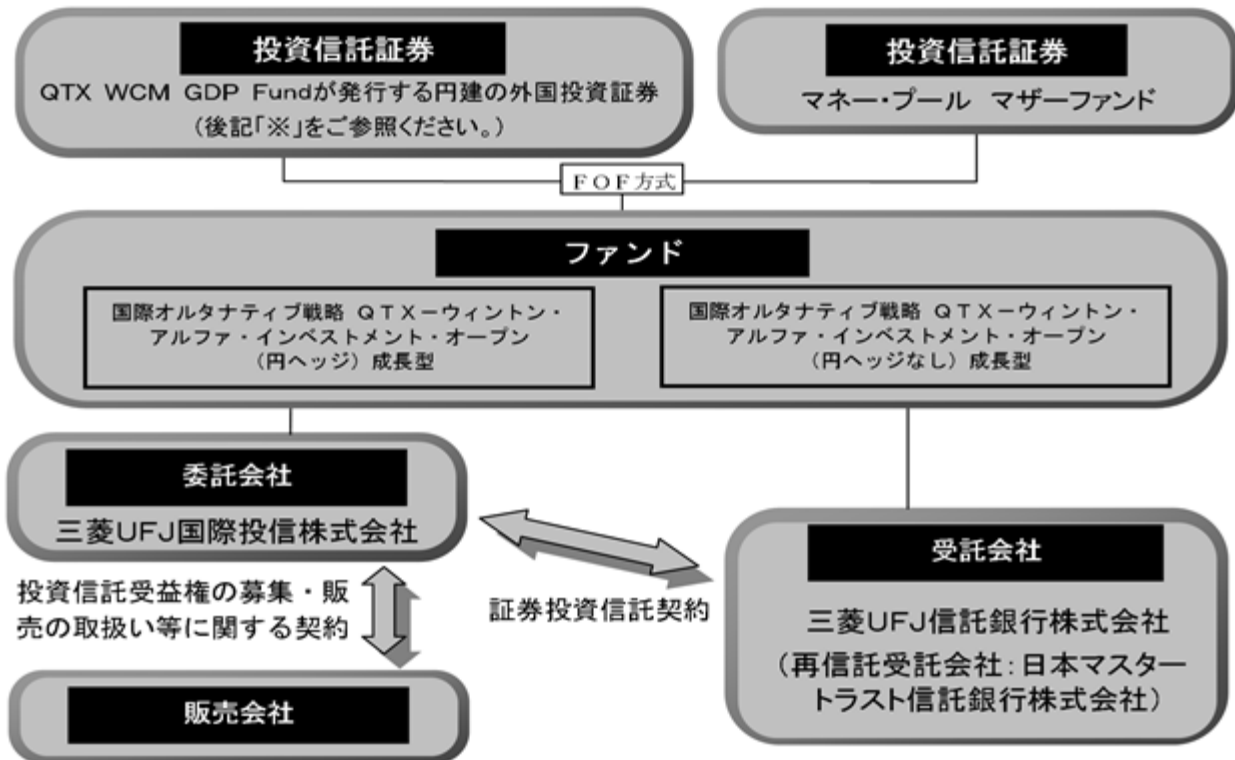 投資信託証券
QTX WCM GDP Fundが発行する円建の外国投資証券
(後記「※」をご参照ください。)
投資信託証券
マネー・プール マザーファンド
FOF方式
ファンド
国際オルタナティブ戦略 QTX-ウィントン・
アルファ・インベストメント・オープン
(円ヘッジ)成長型
国際オルタナティブ戦略 QTX-ウィントン・
アルファ・インベストメント・オープン
(円ヘッジなし)成長型
委託会社
三菱UFJ国際投信株式会社
投資信託受益権の募集・販
売の取扱い等に関する契約
証券投資信託契約
受託会社
三菱UFJ信託銀行株式会社
(再信託受託会社:日本マスター
トラスト信託銀行株式会社)
販売会社